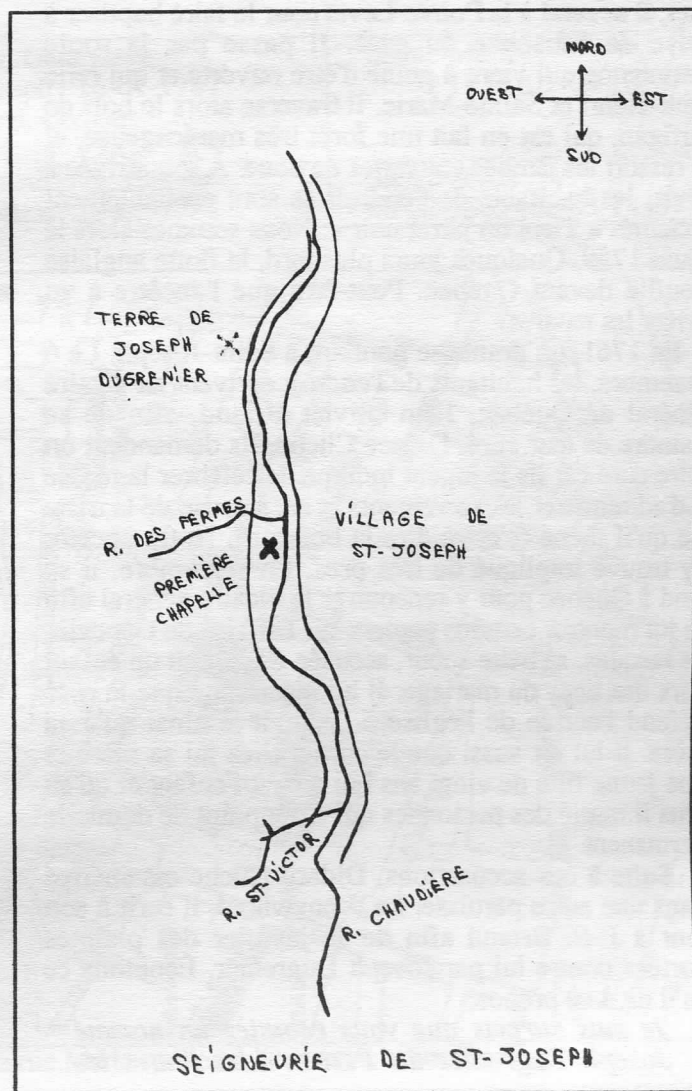 NORD
OUEST
EST
SUD
TERRE DE
JOSEPH
DUGRENIER
R. DES FERMES
VILLAGE DE
ST-JOSEPH
PREMIÈRE
CHAPELLE
R. ST-VICTOR
R. CHAUDIÈRE
SEIGNEURIE DE ST-JOSEPH